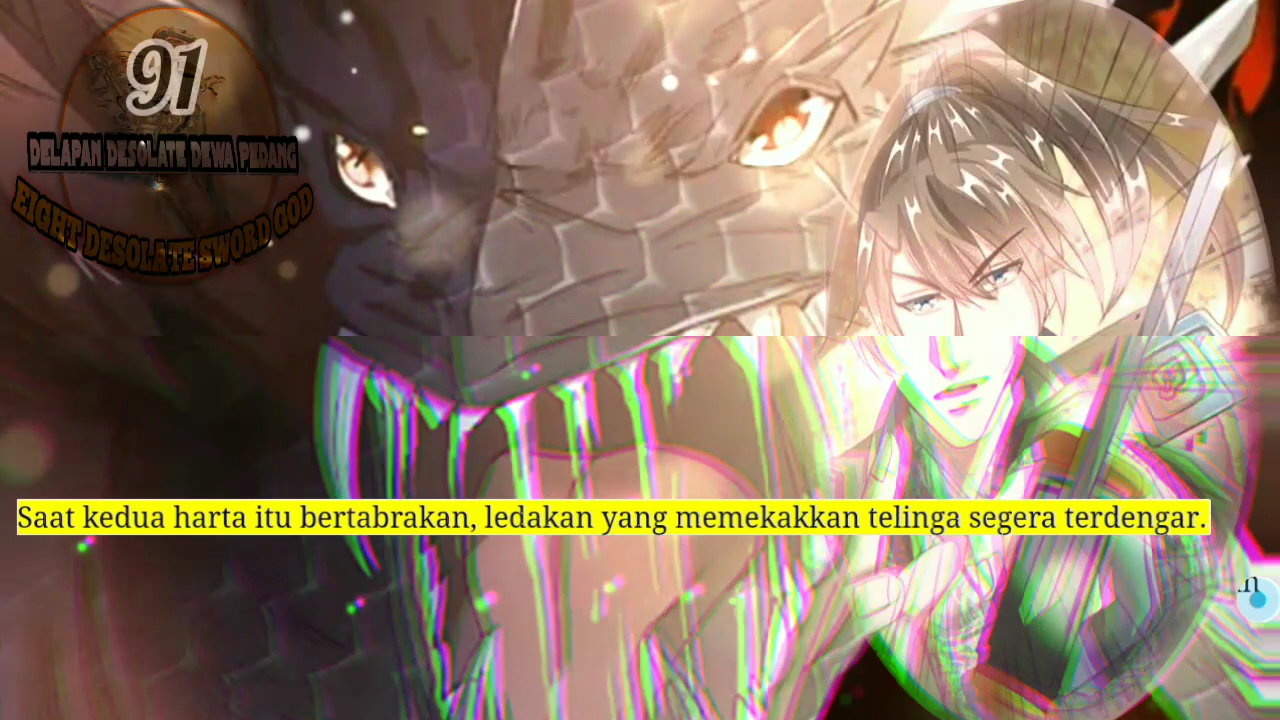 91
DELAPAN DESOLATE DEWA PEDANG
EIGHT DESOLATE SWORD GOD
Saat kedua harta itu bertabrakan, ledakan yang memekakkan telinga segera terdengar.